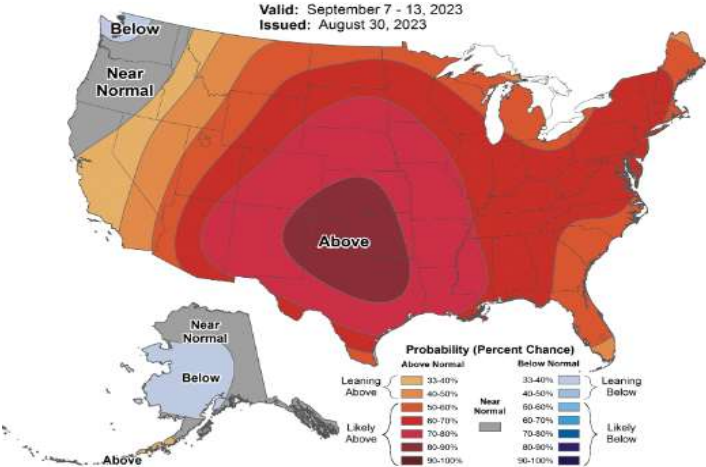 Valid: September 7 - 13, 2023
Issued: August 30, 2023
Below
Near
Normal
Above
Near
Normal
Below
Above
Probability (Percent Chance)
Above Normal
Below Normal
Leaning
Above
Likely
Above
33-40%
40-50%
50-60%
60-70%
70-80%
80-90%
90-100%
Near
Normal
33-40%
40-50%
50-60%
60-70%
70-80%
80-90%
90-100%
Leaning
Below
Likely
Below